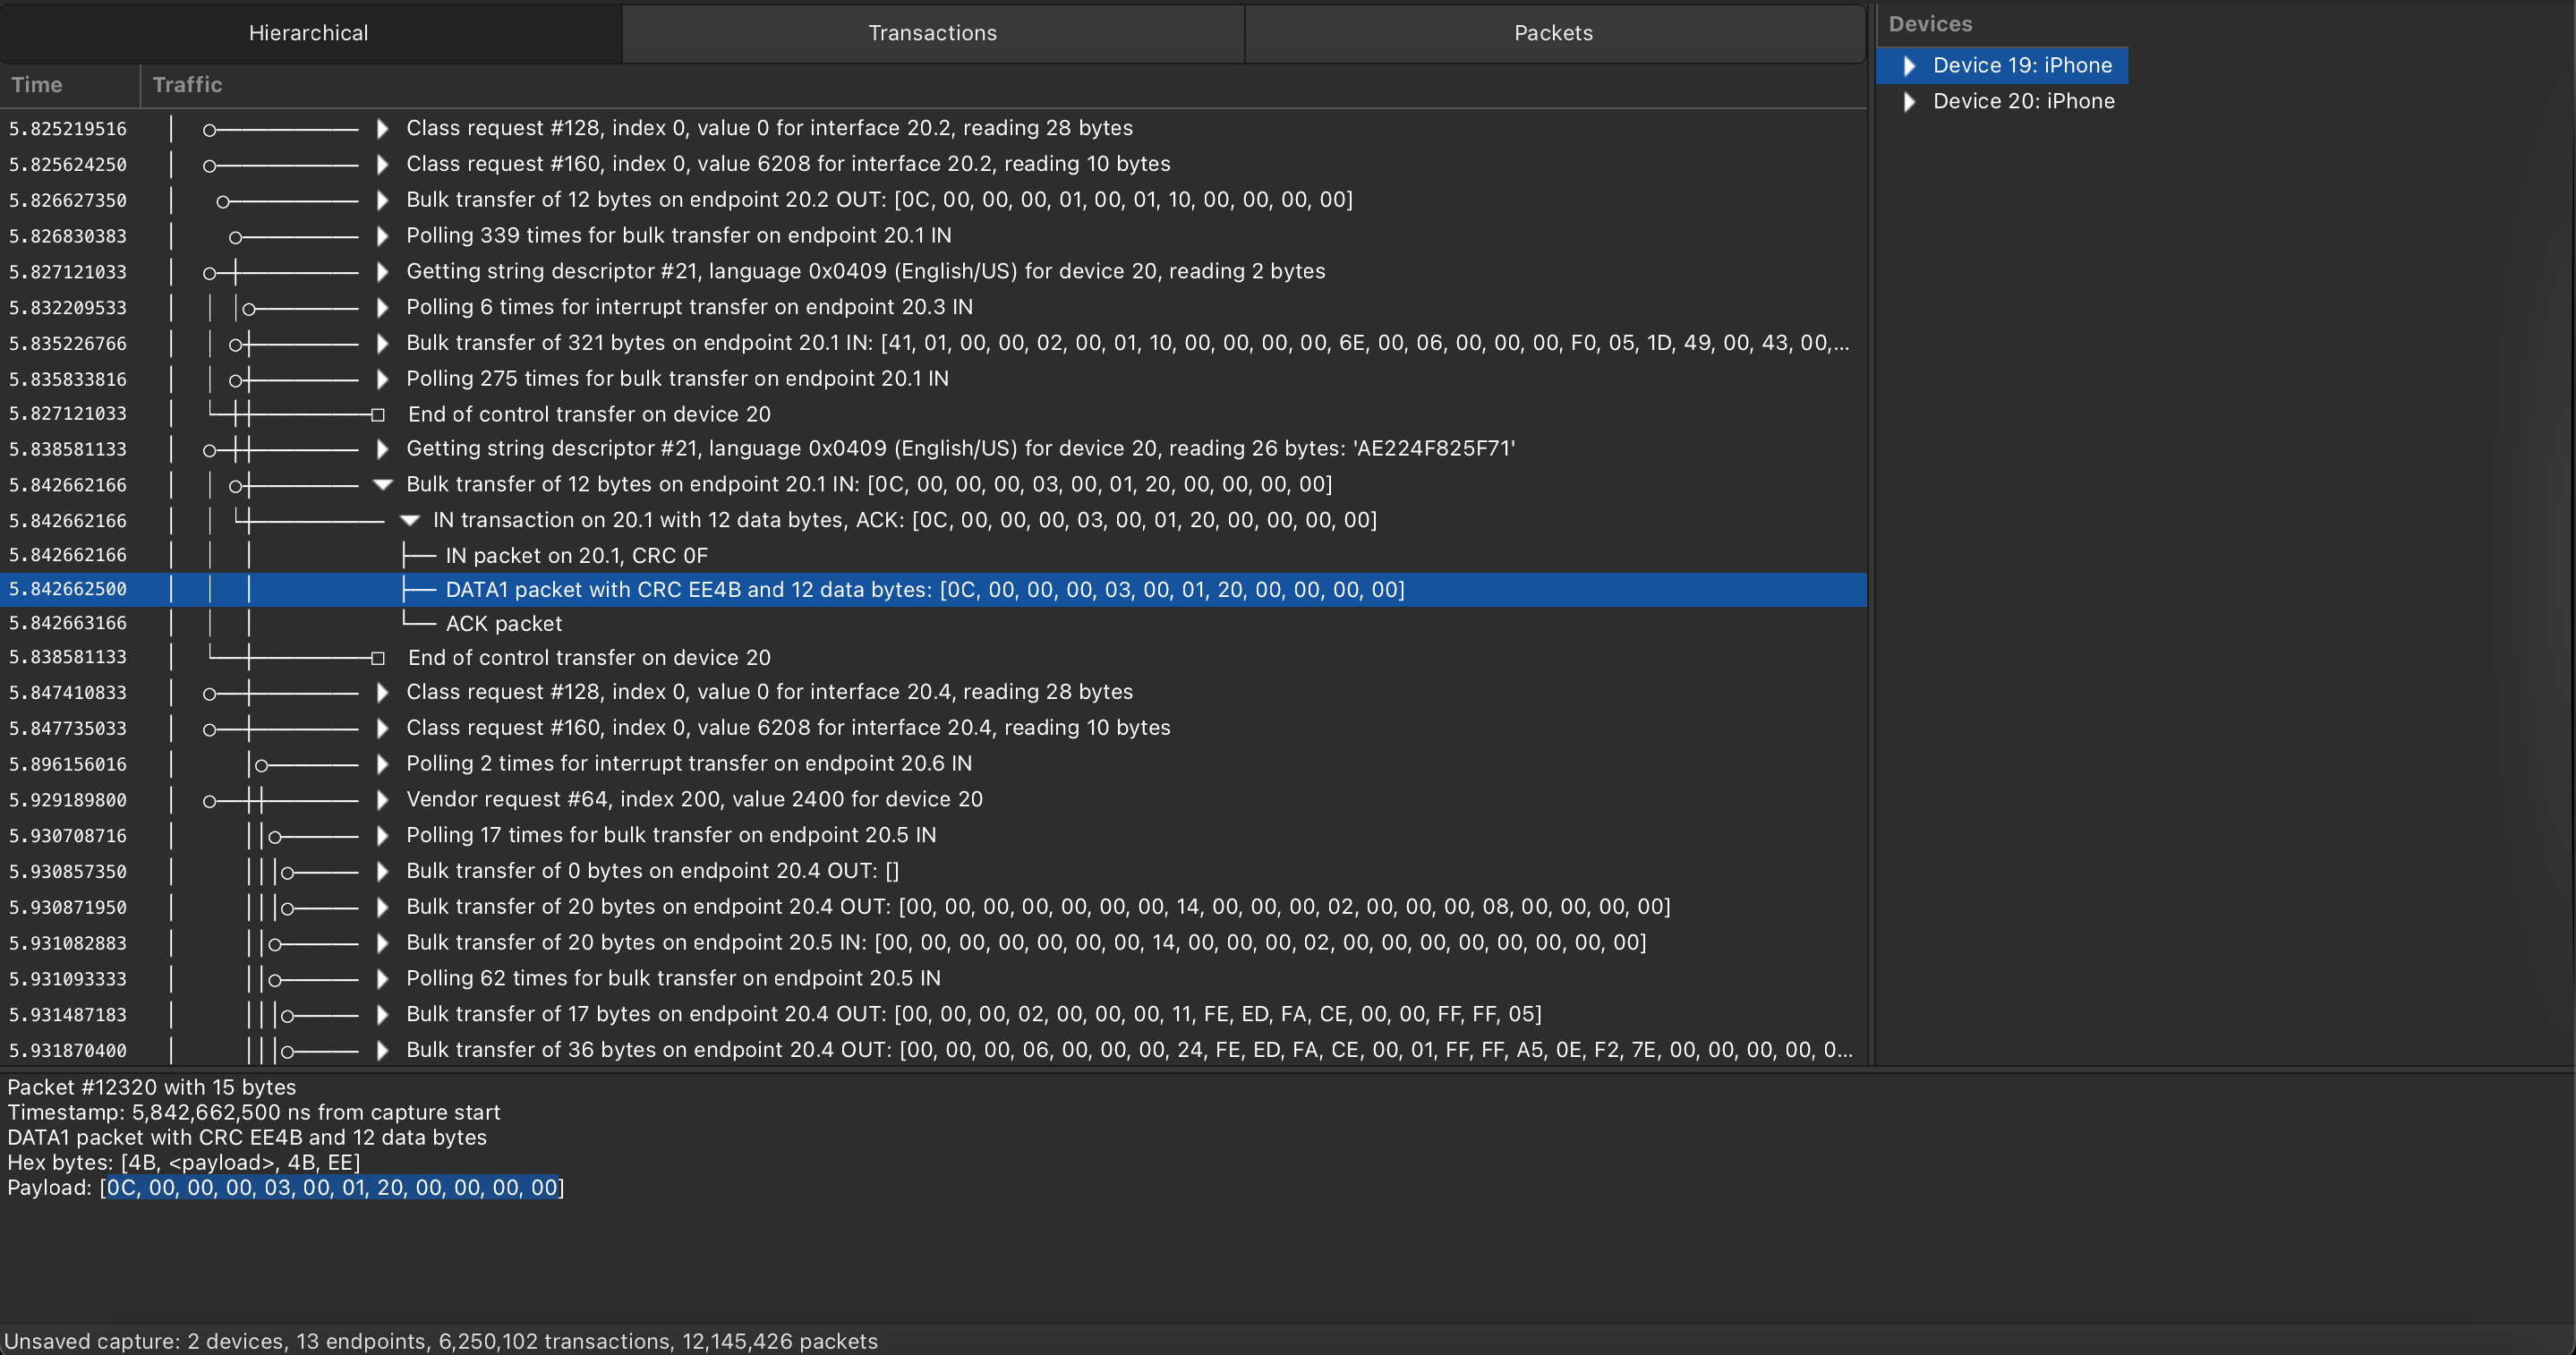 Hierarchical Transactions Packets
Devices
Time Traffic
Device 19: iPhone
Device 20: iPhone
5.825219516 Class request #128, index 0, value 0 for interface 20.2, reading 28 bytes
5.825624250 Class request #160, index 0, value 6208 for interface 20.2, reading 10 bytes
5.826627350 Bulk transfer of 12 bytes on endpoint 20.2 OUT: [0C, 00, 00, 00, 01, 00, 01, 10, 00, 00, 00, 00]
5.826830383 Polling 339 times for bulk transfer on endpoint 20.1 IN
5.827121033 Getting string descriptor #21, language 0x0409 (English/US) for device 20, reading 2 bytes
5.832209533 Polling 6 times for interrupt transfer on endpoint 20.3 IN
5.835226766 Bulk transfer of 321 bytes on endpoint 20.1 IN: [41, 01, 00, 00, 02, 00, 01, 10, 00, 00, 00, 00, 6E, 00, 06, 00, 00, 00, F0, 05, 1D, 49, 00, 43, 00,...
5.835833816 Polling 275 times for bulk transfer on endpoint 20.1 IN
5.827121033 End of control transfer on device 20
5.838581133 Getting string descriptor #21, language 0x0409 (English/US) for device 20, reading 26 bytes: 'AE224F825F71'
5.842662166 Bulk transfer of 12 bytes on endpoint 20.1 IN: [0C, 00, 00, 00, 03, 00, 01, 20, 00, 00, 00, 00]
5.842662166 IN transaction on 20.1 with 12 data bytes, ACK: [0C, 00, 00, 00, 03, 00, 01, 20, 00, 00, 00, 00]
5.842662166 IN packet on 20.1, CRC 0F
5.842662500 DATA1 packet with CRC EE4B and 12 data bytes: [0C, 00, 00, 00, 03, 00, 01, 20, 00, 00, 00, 00]
5.842663166 ACK packet
5.838581133 End of control transfer on device 20
5.847410833 Class request #128, index 0, value 0 for interface 20.4, reading 28 bytes
5.847735033 Class request #160, index 0, value 6208 for interface 20.4, reading 10 bytes
5.896156016 Polling 2 times for interrupt transfer on endpoint 20.6 IN
5.929189800 Vendor request #64, index 200, value 2400 for device 20
5.930708716 Polling 17 times for bulk transfer on endpoint 20.5 IN
5.930857350 Bulk transfer of 0 bytes on endpoint 20.4 OUT: []
5.930871950 Bulk transfer of 20 bytes on endpoint 20.4 OUT: [00, 00, 00, 00, 00, 00, 00, 14, 00, 00, 00, 02, 00, 00, 00, 08, 00, 00, 00, 00]
5.931082883 Bulk transfer of 20 bytes on endpoint 20.5 IN: [00, 00, 00, 00, 00, 00, 00, 14, 00, 00, 00, 02, 00, 00, 00, 00, 00, 00, 00, 00]
5.931093333 Polling 62 times for bulk transfer on endpoint 20.5 IN
5.931487183 Bulk transfer of 17 bytes on endpoint 20.4 OUT: [00, 00, 00, 02, 00, 00, 00, 11, FE, ED, FA, CE, 00, 00, FF, FF, 05]
5.931870400 Bulk transfer of 36 bytes on endpoint 20.4 OUT: [00, 00, 00, 06, 00, 00, 00, 24, FE, ED, FA, CE, 00, 01, FF, FF, A5, 0E, F2, 7E, 00, 00, 00, 00, 0...
Packet #12320 with 15 bytes
Timestamp: 5,842,662,500 ns from capture start
DATA1 packet with CRC EE4B and 12 data bytes
Hex bytes: [4B, <payload>, 4B, EE]
Payload: [0C, 00, 00, 00, 03, 00, 01, 20, 00, 00, 00, 00]
Unsaved capture: 2 devices, 13 endpoints, 6,250,102 transactions, 12,145,426 packets